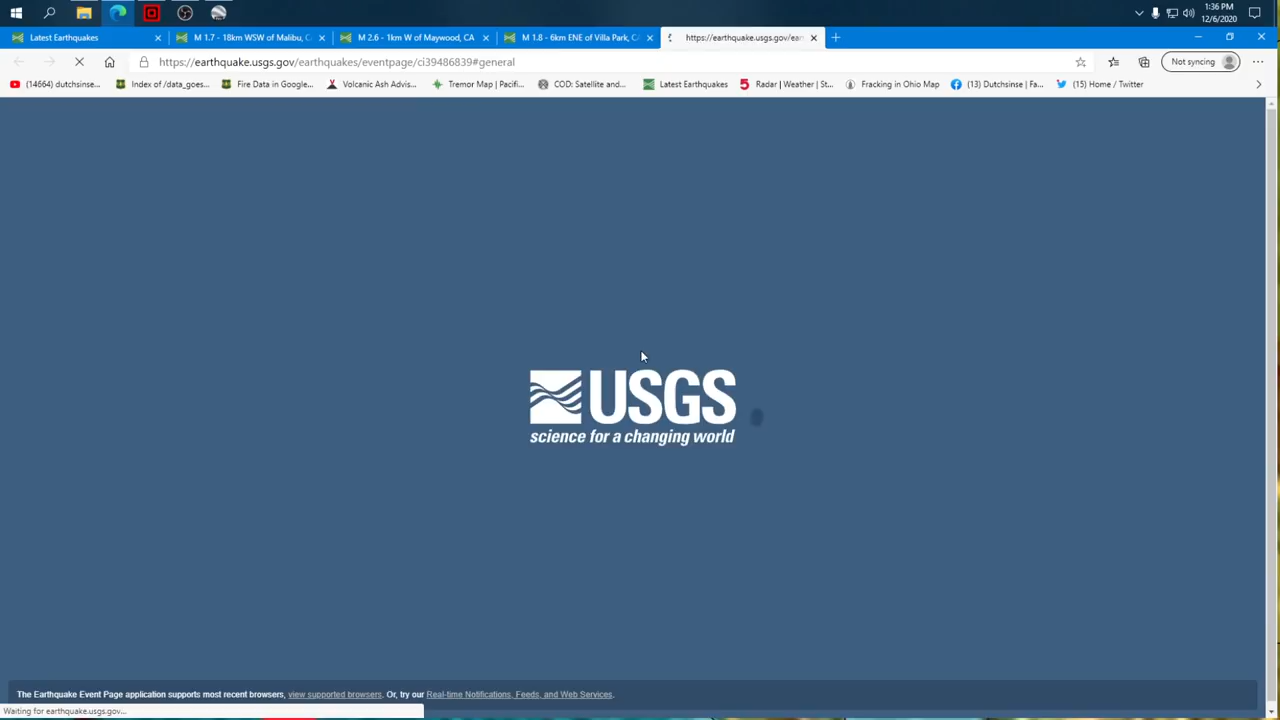 1:36 PM
12/6/2020
Latest Earthquakes
M 1.7 - 18km WSW of Malibu, C
M 2.6 - 1km W of Maywood, CA
M 1.8 - 6km ENE of Villa Park, C
https://earthquake.usgs.gov/ear
https://earthquake.usgs.gov/earthquakes/eventpage/ci39486839#general
Not syncing
(14664) dutchsinse...
Index of /data_goes...
Fire Data in Google...
Volcanic Ash Advis...
Tremor Map | Pacifi...
COD: Satellite and...
Latest Earthquakes
Radar | Weather | St...
Fracking in Ohio Map
(13) Dutchsinse | Fa...
(15) Home / Twitter
USGS
science for a changing world
The Earthquake Event Page application supports most recent browsers, view supported browsers. Or, try our Real-time Notifications, Feeds, and Web Services.
Waiting for earthquake.usgs.gov...